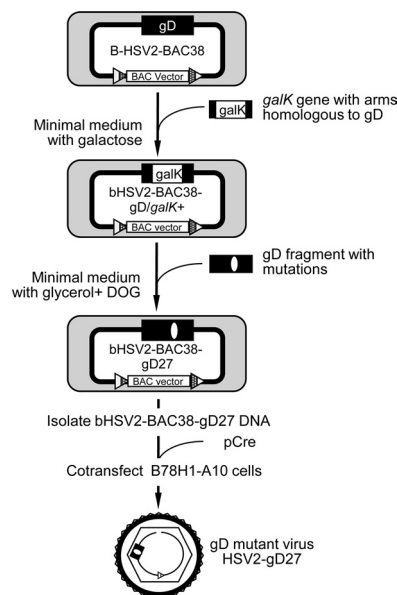 gD
B-HSV2-BAC38
BAC Vector
Minimal medium
with galactose
galK
galK gene with arms
homologous to gD
galK
bHSV2-BAC38-
gD/galK+
BAC vector
Minimal medium
with glycerol+ DOG
gD fragment with
mutations
bHSV2-BAC38-
gD27
BAC vector
Isolate bHSV2-BAC38-gD27 DNA
pCre
Cotransfect B78H1-A10 cells
gD mutant virus
HSV2-gD27